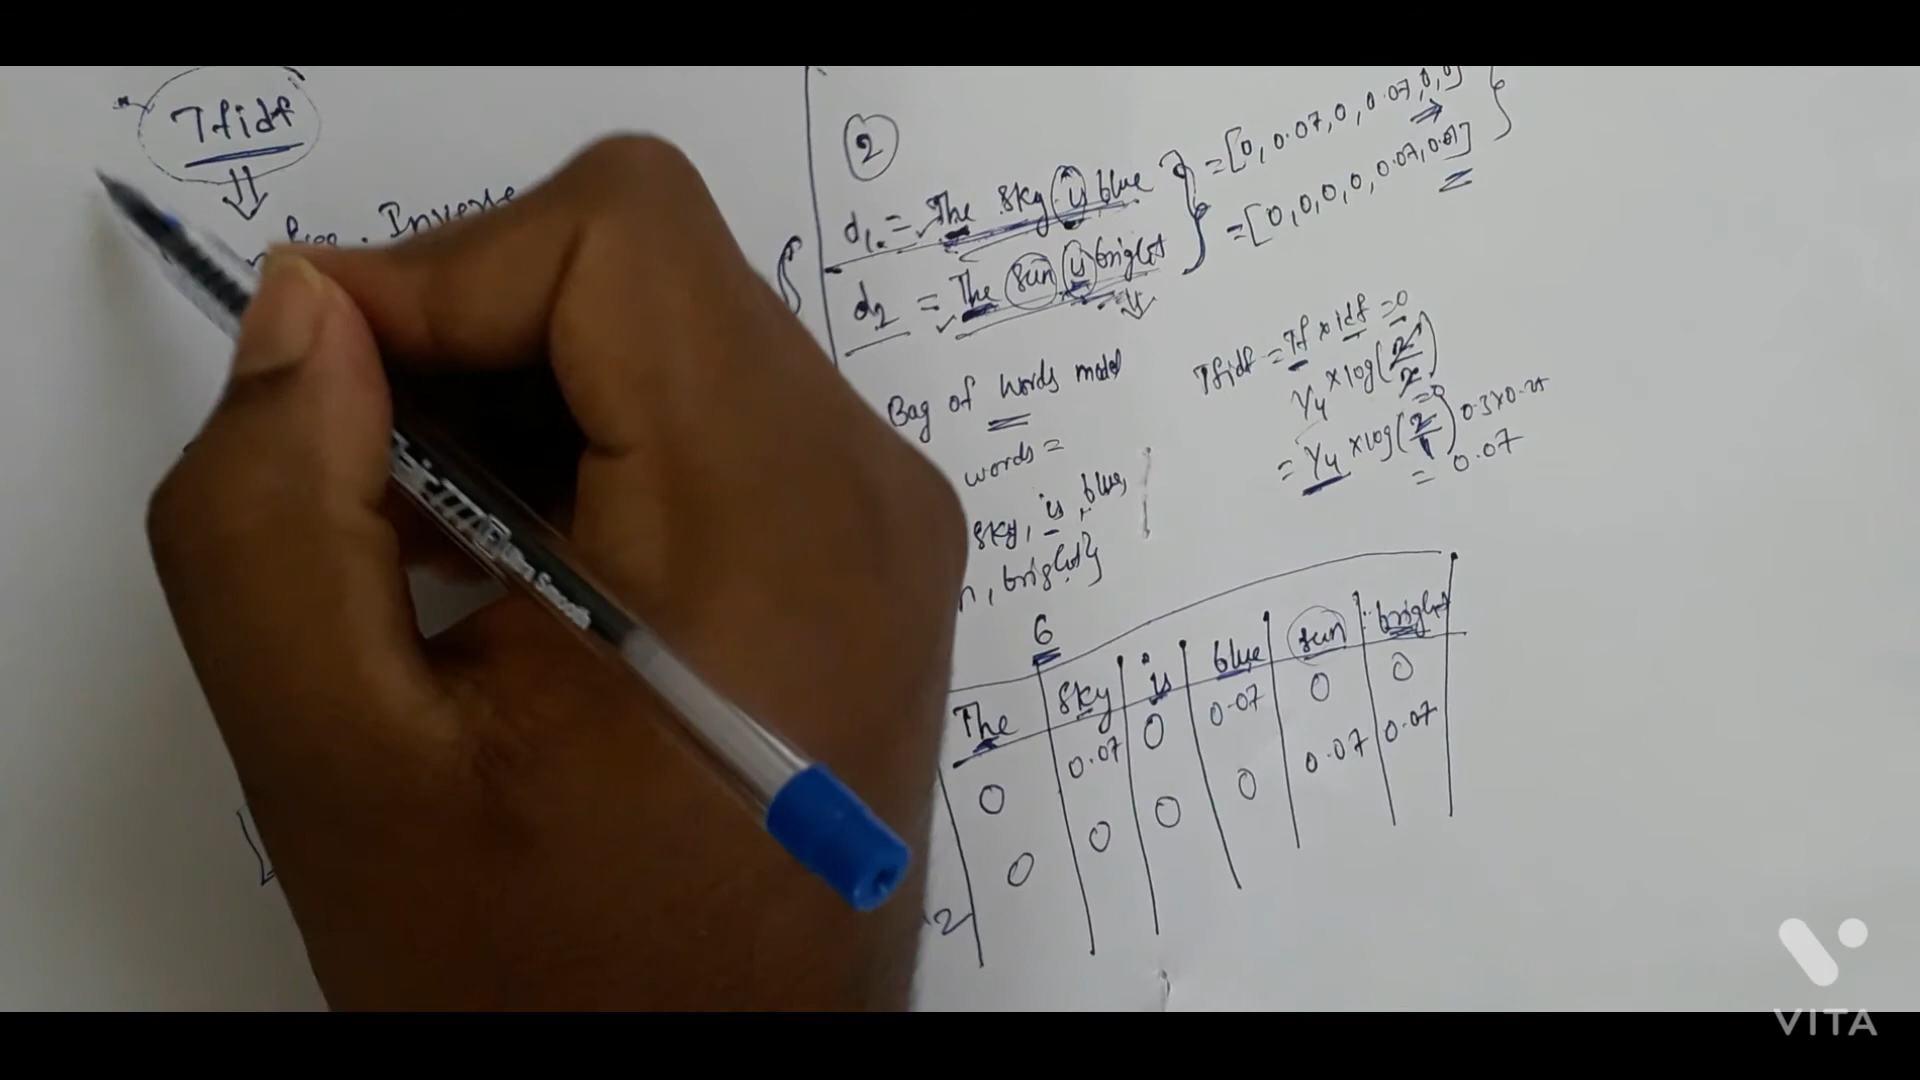 Tfidf
Inverse
2
d1 = The sky is blue } = [0, 0.07, 0, 0.07, 0, 0]
d2 = The sun is bright } = [0, 0, 0, 0, 0.07, 0.07]
Bag of words model
words =
sky, is, blue,
n, bright}
6
Tfidf = Tf × idf = 0
1/4 × log(2/2) = 0
= 1/4 × log(2/1) 0.3×0.25
= 0.07
The sky is blue sun bright
0 0.07 0 0.07 0 0
0 0 0 0 0.07 0.07
2
VITA